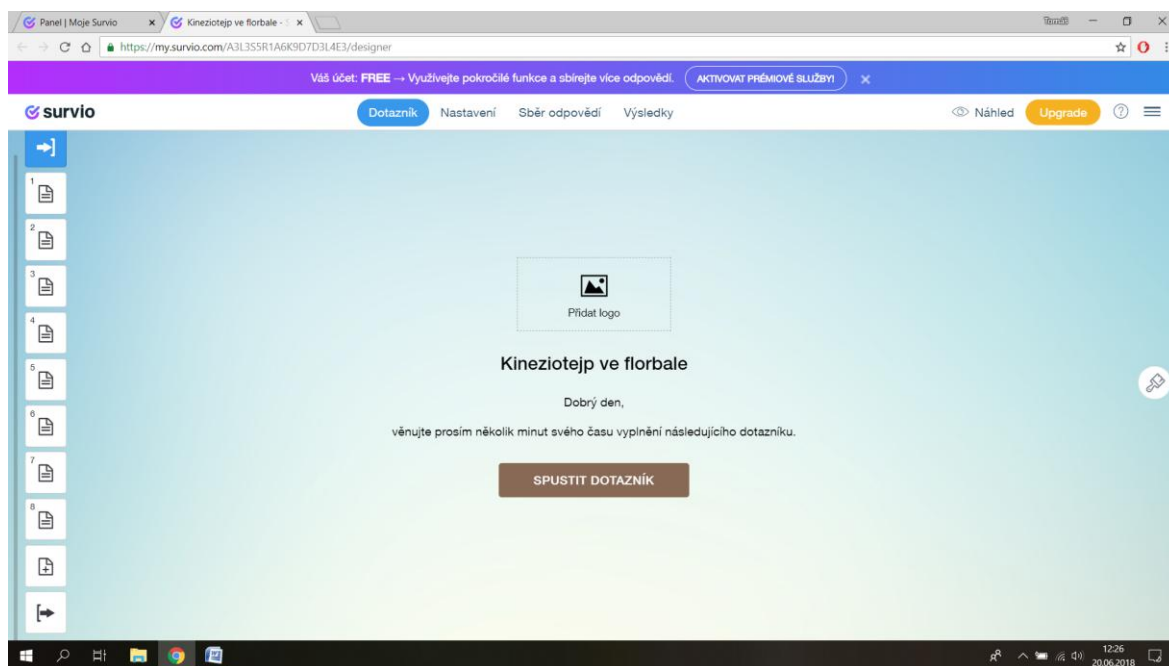 Panel | Moje Survio
Kineziotejp ve florbale -
Tomáš
https://my.survio.com/A3L3S5R1A6K9D7D3L4E3/designer
Váš účet: FREE → Využívejte pokročilé funkce a sbírejte více odpovědí. AKTIVOVAT PRÉMIOVÉ SLUŽBY!
survio Dotazník Nastavení Sběr odpovědí Výsledky Náhled Upgrade ?
1
2
3
4
5
6
7
8
Přidat logo
Kineziotejp ve florbale
Dobrý den,
věnujte prosím několik minut svého času vyplnění následujícího dotazníku.
SPUSTIT DOTAZNÍK
12:26
20.06.2018